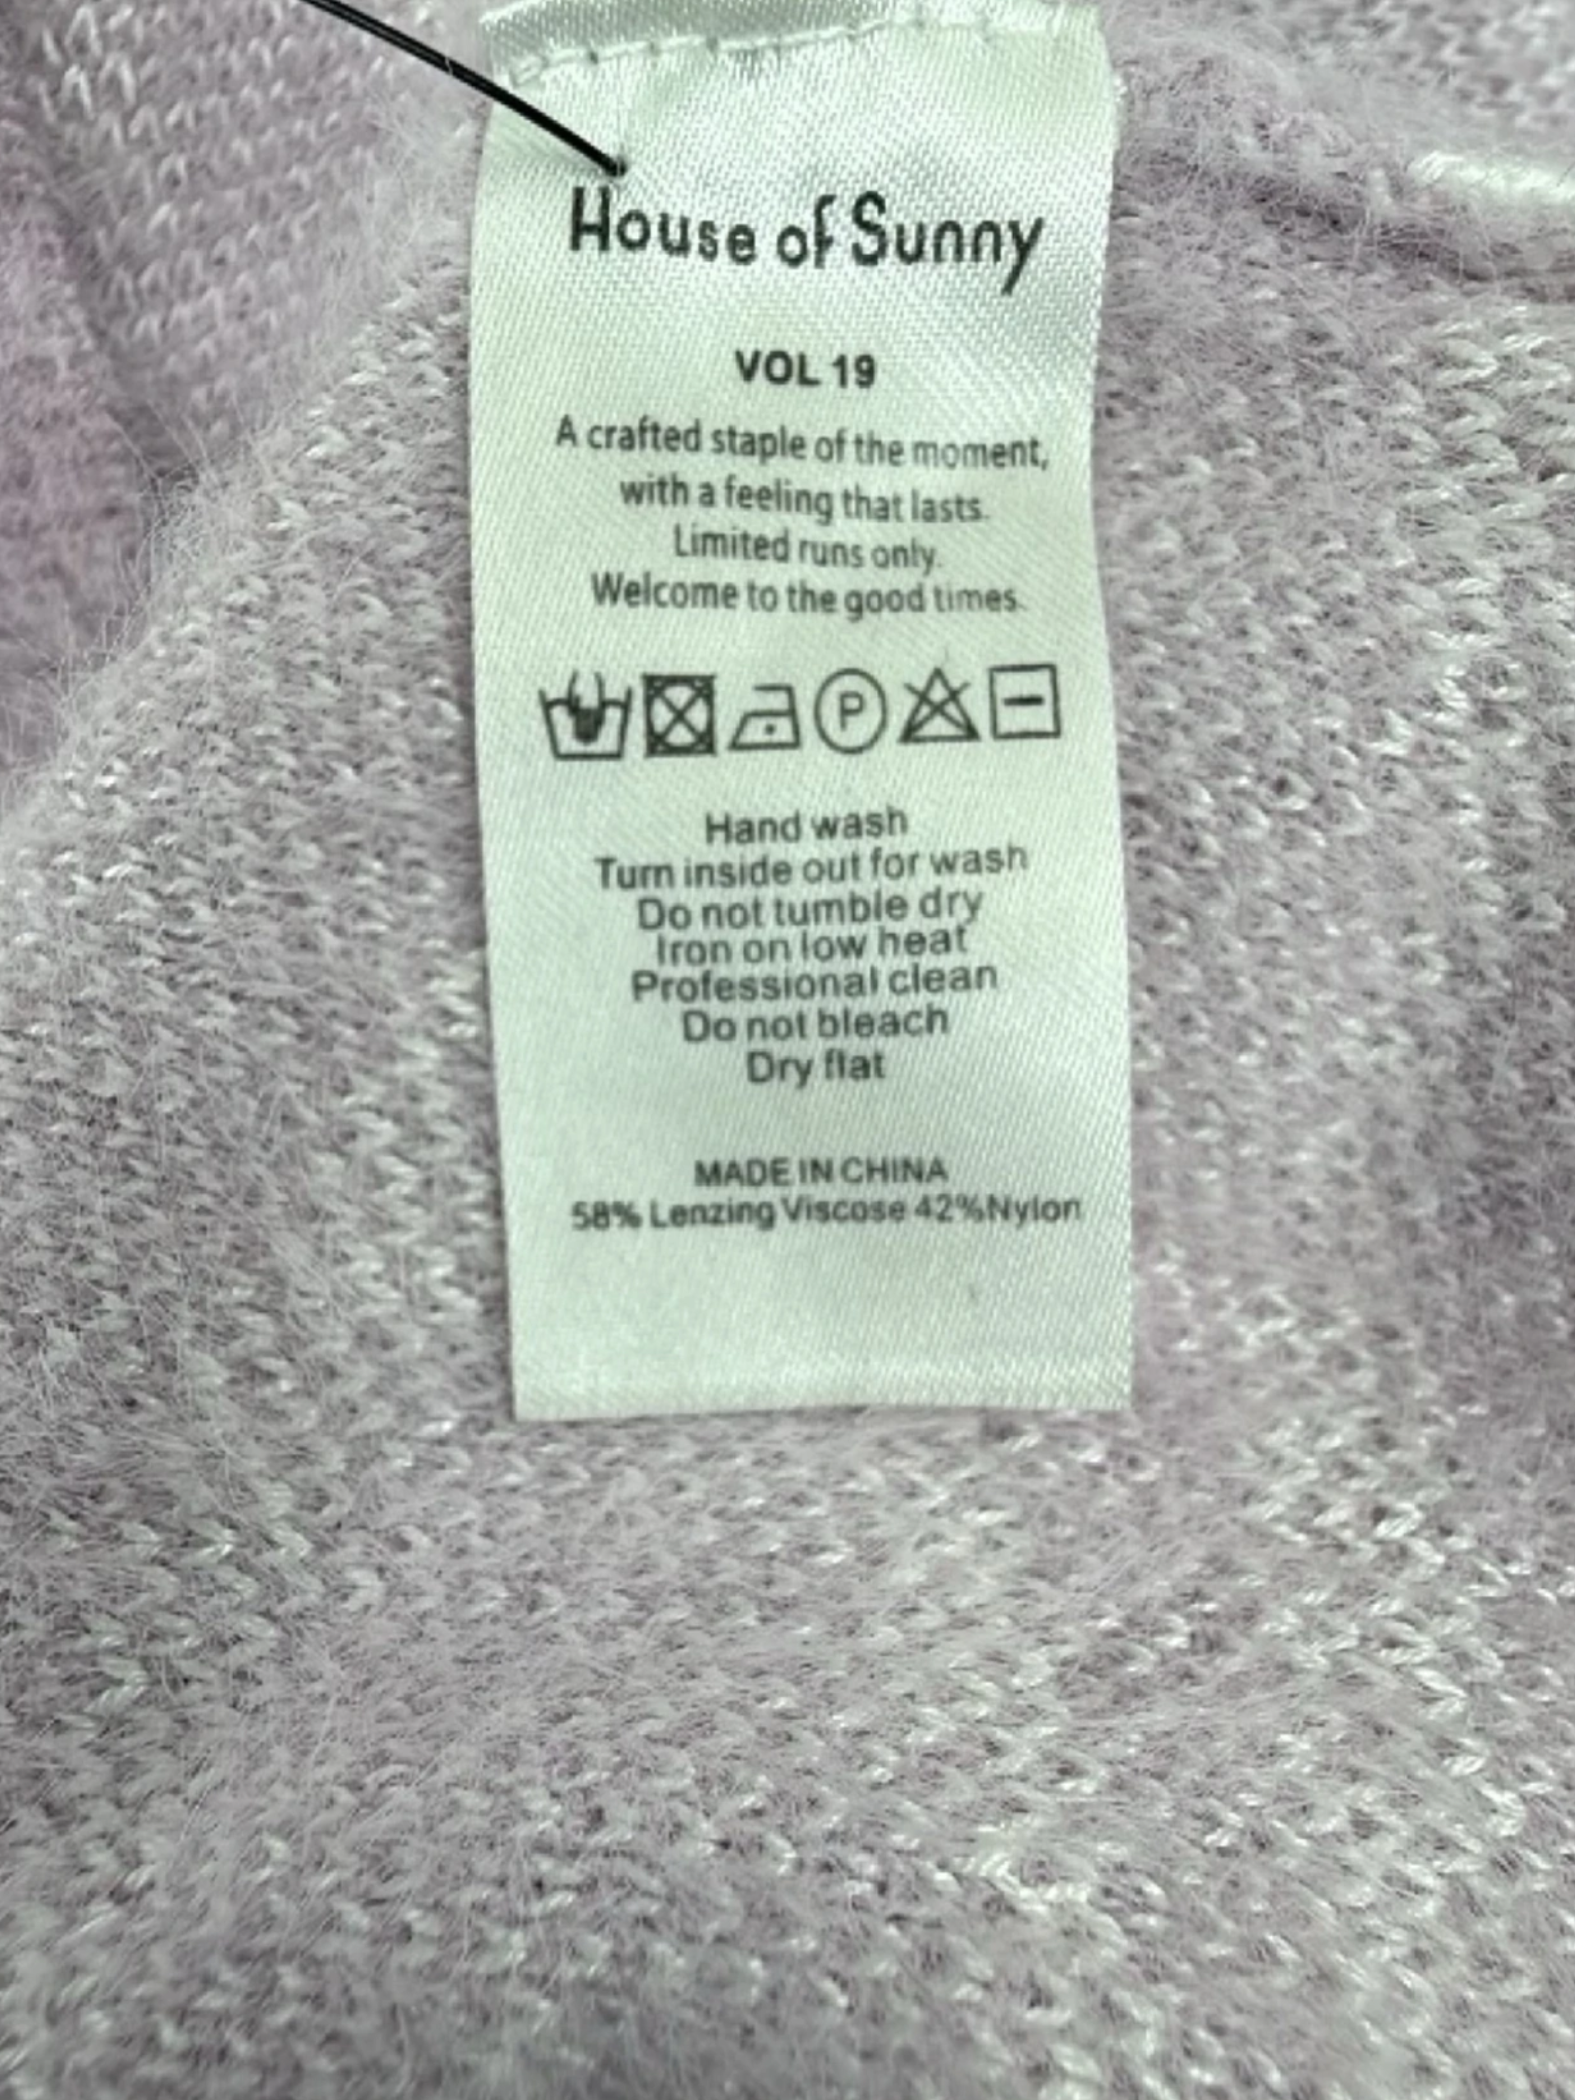 House of Sunny
VOL 19
A crafted staple of the moment,
with a feeling that lasts.
Limited runs only.
Welcome to the good times.
P
Hand wash
Turn inside out for wash
Do not tumble dry
Iron on low heat
Professional clean
Do not bleach
Dry flat
MADE IN CHINA
58% Lenzing Viscose 42%Nylon